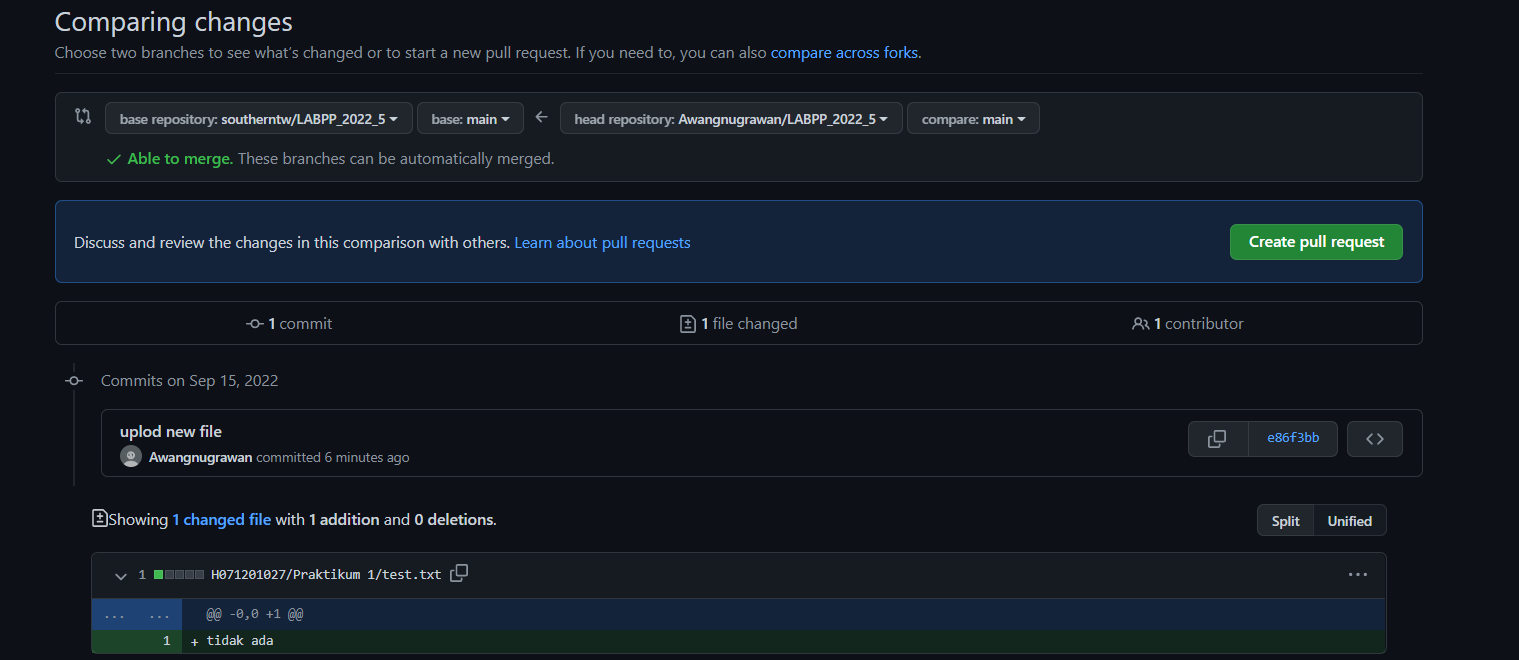 Comparing changes
Choose two branches to see what's changed or to start a new pull request. If you need to, you can also compare across forks.
base repository: southerntw/LABPP_2022_5 base: main ← head repository: Awangnugrawan/LABPP_2022_5 compare: main
✓ Able to merge. These branches can be automatically merged.
Discuss and review the changes in this comparison with others. Learn about pull requests Create pull request
1 commit 1 file changed 1 contributor
Commits on Sep 15, 2022
uplod new file
e86f3bb
Awangnugrawan committed 6 minutes ago
Showing 1 changed file with 1 addition and 0 deletions. Split Unified
1 H071201027/Praktikum 1/test.txt ...
... ... @@ -0,0 +1 @@
1 + tidak ada